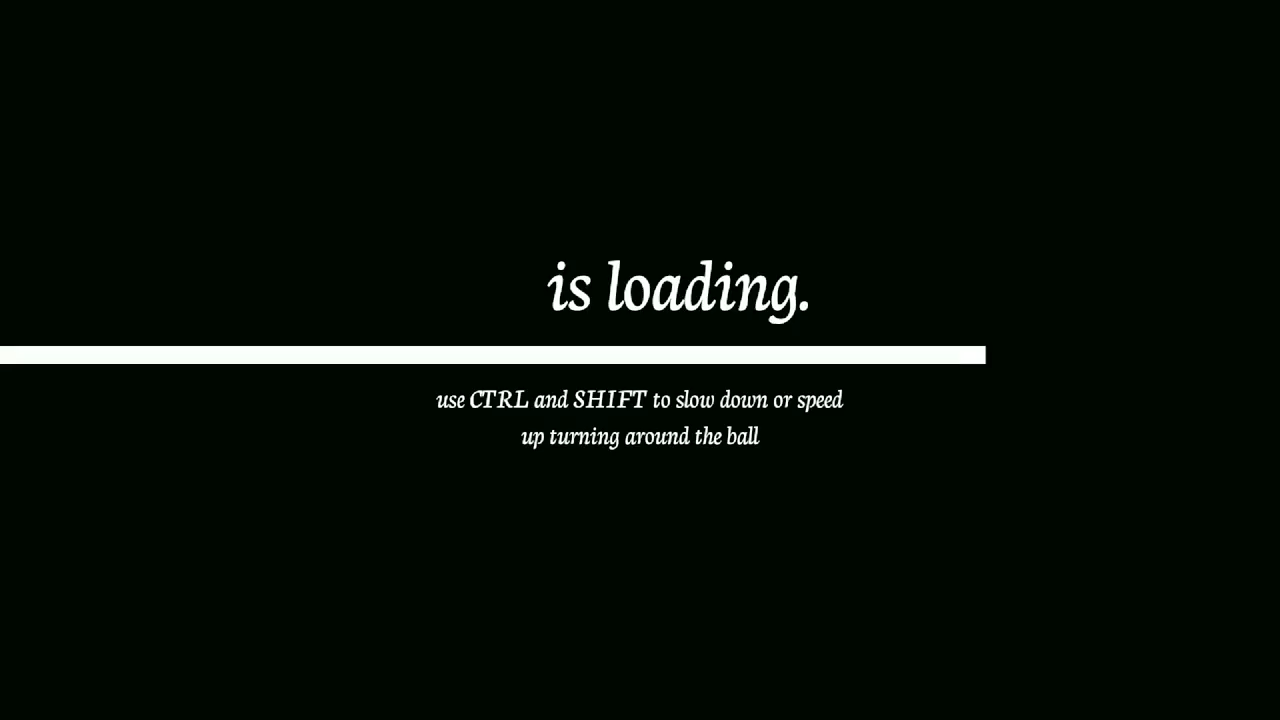 is loading.
use CTRL and SHIFT to slow down or speed
up turning around the ball